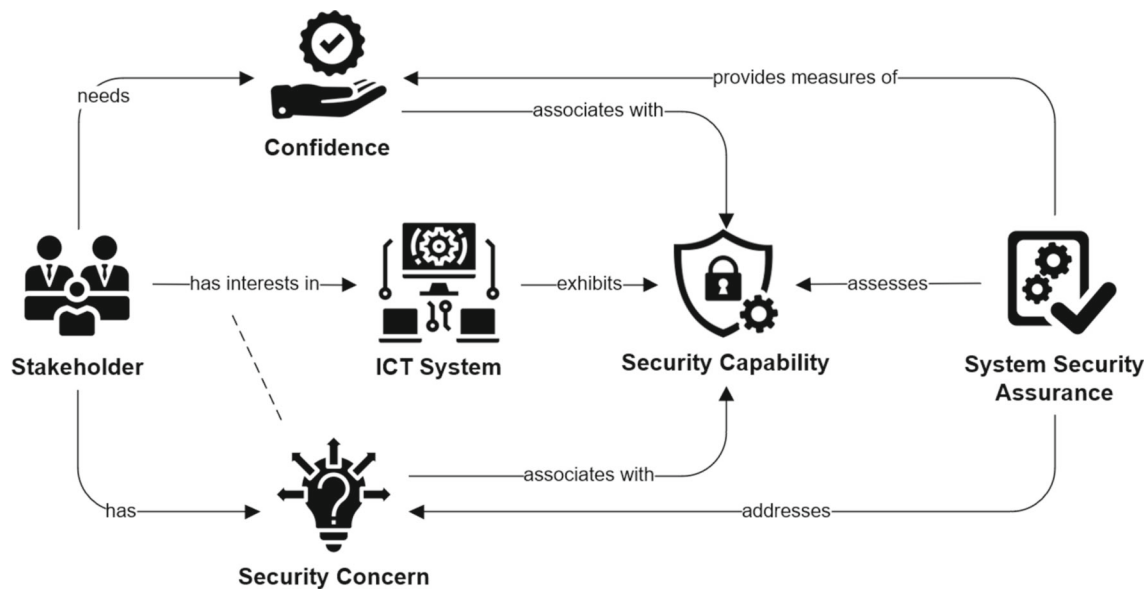 provides measures of
needs
associates with
Confidence
has interests in
exhibits
assesses
Stakeholder
ICT System
Security Capability
System Security
Assurance
associates with
has
addresses
Security Concern